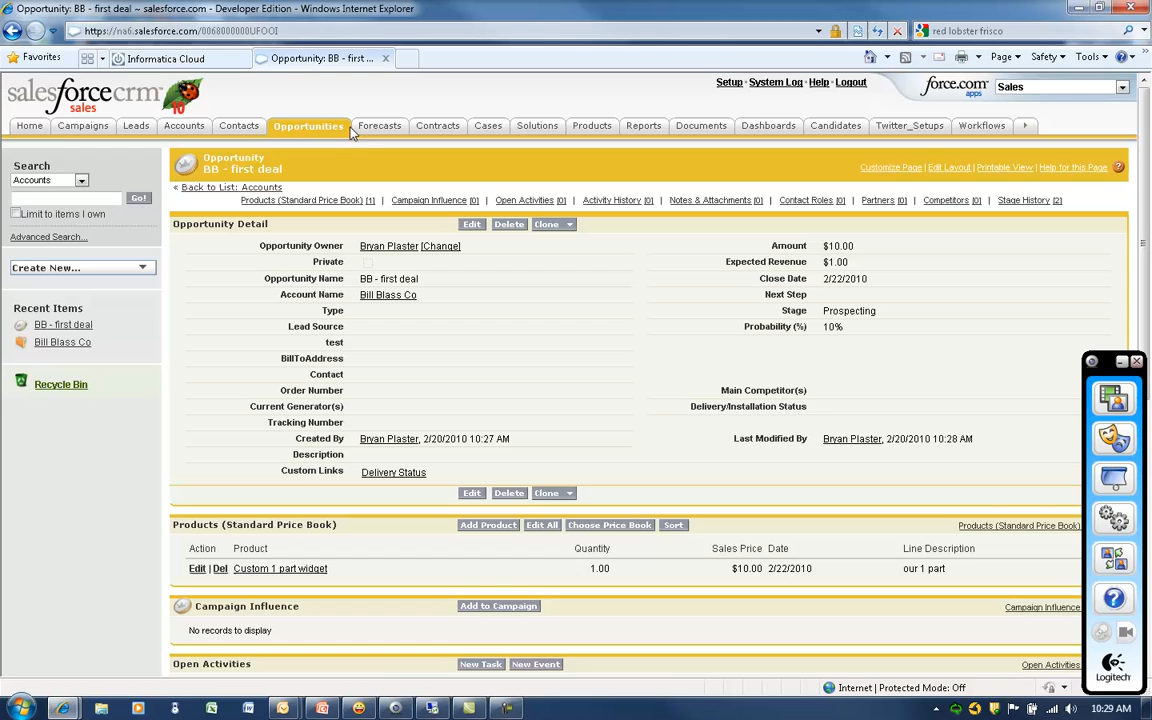 Opportunity: BB - first deal ~ salesforce.com - Developer Edition - Windows Internet Explorer
https://na6.salesforce.com/0068000000UFOOI
red lobster frisco
Favorites
Informatica Cloud
Opportunity: BB - first ...
Page
Safety
Tools
salesforcecrm
sales
10
Setup · System Log · Help · Logout
force.com
apps
Sales
Home
Campaigns
Leads
Accounts
Contacts
Opportunities
Forecasts
Contracts
Cases
Solutions
Products
Reports
Documents
Dashboards
Candidates
Twitter_Setups
Workflows
Search
Accounts
Go!
Limit to items I own
Advanced Search...
Create New...
Recent Items
BB - first deal
Bill Blass Co
Recycle Bin
Opportunity
BB - first deal
Customize Page | Edit Layout | Printable View | Help for this Page
« Back to List: Accounts
Products (Standard Price Book) [1] | Campaign Influence [0] | Open Activities [0] | Activity History [0] | Notes & Attachments [0] | Contact Roles [0] | Partners [0] | Competitors [0] | Stage History [2]
Opportunity Detail
Edit
Delete
Clone
Opportunity Owner Bryan Plaster [Change]
Amount $10.00
Private
Expected Revenue $1.00
Opportunity Name BB - first deal
Close Date 2/22/2010
Account Name Bill Blass Co
Next Step
Type
Stage Prospecting
Lead Source
Probability (%) 10%
test
BillToAddress
Contact
Order Number
Main Competitor(s)
Current Generator(s)
Delivery/Installation Status
Tracking Number
Created By Bryan Plaster, 2/20/2010 10:27 AM
Last Modified By Bryan Plaster, 2/20/2010 10:28 AM
Description
Custom Links Delivery Status
Edit
Delete
Clone
Products (Standard Price Book)
Add Product
Edit All
Choose Price Book
Sort
Products (Standard Price Book)
Action Product Quantity Sales Price Date Line Description
Edit | Del Custom 1 part widget 1.00 $10.00 2/22/2010 our 1 part
Campaign Influence
Add to Campaign
Campaign Influence
No records to display
Open Activities
New Task
New Event
Open Activities
Logitech
Internet | Protected Mode: Off
10:29 AM